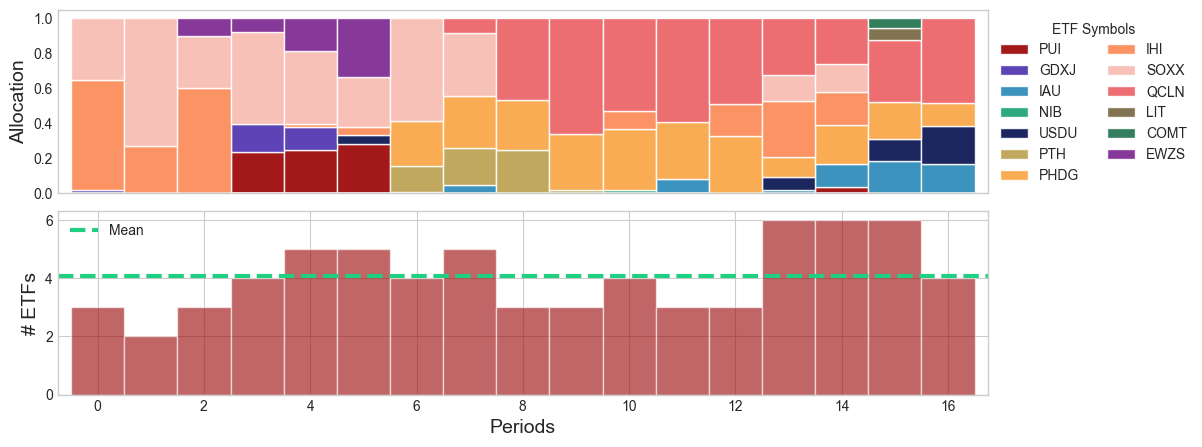 1.0
0.8
0.6
0.4
0.2
0.0
Allocation
ETF Symbols
PUI
GDXJ
IAU
NIB
USDU
PTH
PHDG
IHI
SOXX
QCLN
LIT
COMT
EWZS
6
4
2
0
# ETFs
Mean
0 2 4 6 8 10 12 14 16
Periods